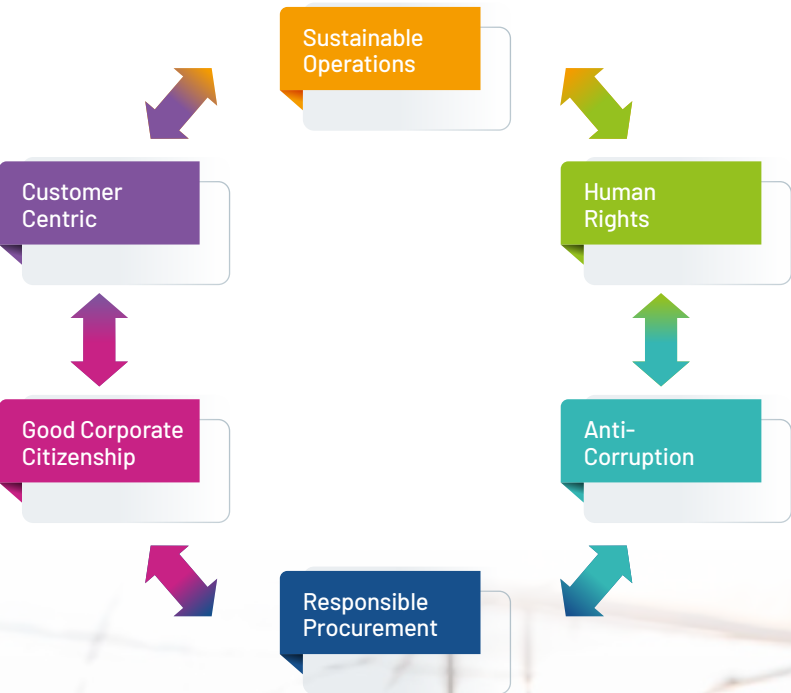 Sustainable
Operations
Customer
Centric
Human
Rights
Good Corporate
Citizenship
Anti-
Corruption
Responsible
Procurement